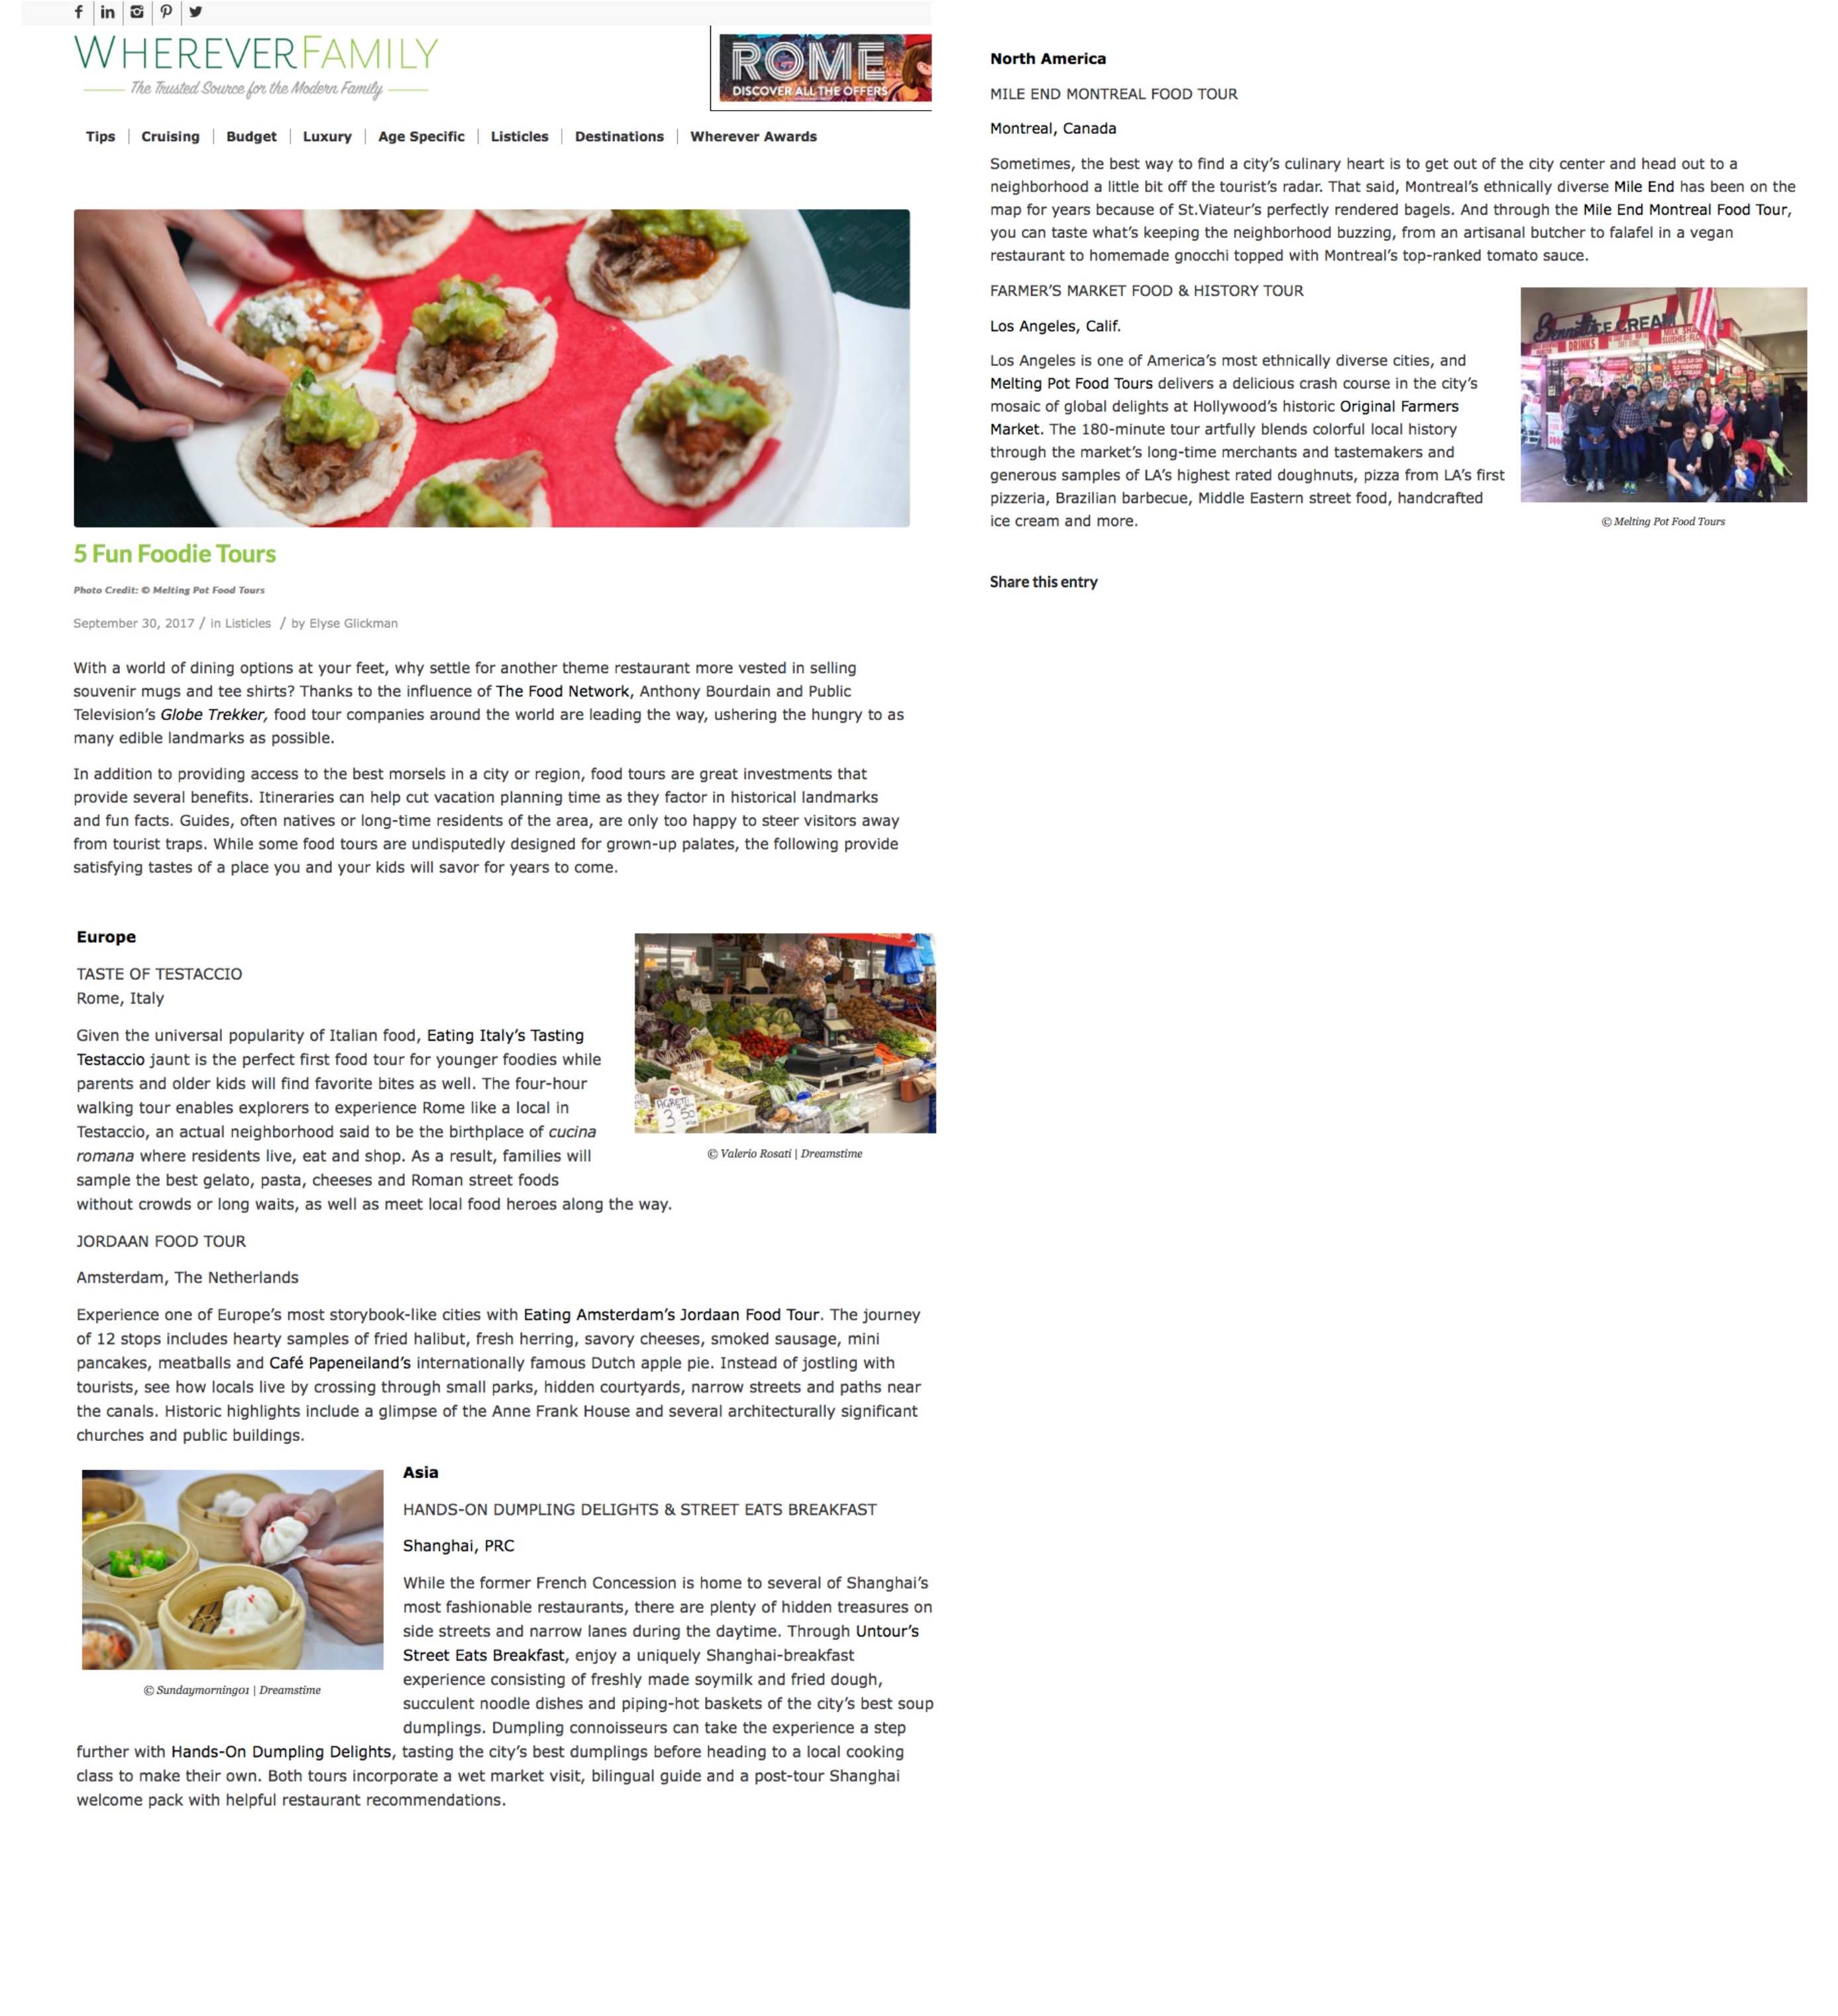 WHEREVERFAMILY
The Trusted Source for the Modern Family
ROME
DISCOVER ALL THE OFFERS
Tips
Cruising
Budget
Luxury
Age Specific
Listicles
Destinations
Wherever Awards
5 Fun Foodie Tours
Photo Credit: © Melting Pot Food Tours
September 30, 2017 / in Listicles / by Elyse Glickman
With a world of dining options at your feet, why settle for another theme restaurant more vested in selling
souvenir mugs and tee shirts? Thanks to the influence of The Food Network, Anthony Bourdain and Public
Television’s Globe Trekker, food tour companies around the world are leading the way, ushering the hungry to as
many edible landmarks as possible.
In addition to providing access to the best morsels in a city or region, food tours are great investments that
provide several benefits. Itineraries can help cut vacation planning time as they factor in historical landmarks
and fun facts. Guides, often natives or long-time residents of the area, are only too happy to steer visitors away
from tourist traps. While some food tours are undisputedly designed for grown-up palates, the following provide
satisfying tastes of a place you and your kids will savor for years to come.
Europe
TASTE OF TESTACCIO
Rome, Italy
Given the universal popularity of Italian food, Eating Italy’s Tasting
Testaccio jaunt is the perfect first food tour for younger foodies while
parents and older kids will find favorite bites as well. The four-hour
walking tour enables explorers to experience Rome like a local in
Testaccio, an actual neighborhood said to be the birthplace of cucina
romana where residents live, eat and shop. As a result, families will
sample the best gelato, pasta, cheeses and Roman street foods
without crowds or long waits, as well as meet local food heroes along the way.
© Valerio Rosati | Dreamstime
JORDAAN FOOD TOUR
Amsterdam, The Netherlands
Experience one of Europe’s most storybook-like cities with Eating Amsterdam’s Jordaan Food Tour. The journey
of 12 stops includes hearty samples of fried halibut, fresh herring, savory cheeses, smoked sausage, mini
pancakes, meatballs and Café Papeneiland’s internationally famous Dutch apple pie. Instead of jostling with
tourists, see how locals live by crossing through small parks, hidden courtyards, narrow streets and paths near
the canals. Historic highlights include a glimpse of the Anne Frank House and several architecturally significant
churches and public buildings.
© Sundaymorning01 | Dreamstime
Asia
HANDS-ON DUMPLING DELIGHTS & STREET EATS BREAKFAST
Shanghai, PRC
While the former French Concession is home to several of Shanghai’s
most fashionable restaurants, there are plenty of hidden treasures on
side streets and narrow lanes during the daytime. Through Untour’s
Street Eats Breakfast, enjoy a uniquely Shanghai-breakfast
experience consisting of freshly made soymilk and fried dough,
succulent noodle dishes and piping-hot baskets of the city’s best soup
dumplings. Dumpling connoisseurs can take the experience a step
further with Hands-On Dumpling Delights, tasting the city’s best dumplings before heading to a local cooking
class to make their own. Both tours incorporate a wet market visit, bilingual guide and a post-tour Shanghai
welcome pack with helpful restaurant recommendations.
North America
MILE END MONTREAL FOOD TOUR
Montreal, Canada
Sometimes, the best way to find a city’s culinary heart is to get out of the city center and head out to a
neighborhood a little bit off the tourist’s radar. That said, Montreal’s ethnically diverse Mile End has been on the
map for years because of St.Viateur’s perfectly rendered bagels. And through the Mile End Montreal Food Tour,
you can taste what’s keeping the neighborhood buzzing, from an artisanal butcher to falafel in a vegan
restaurant to homemade gnocchi topped with Montreal’s top-ranked tomato sauce.
FARMER’S MARKET FOOD & HISTORY TOUR
Los Angeles, Calif.
Los Angeles is one of America’s most ethnically diverse cities, and
Melting Pot Food Tours delivers a delicious crash course in the city’s
mosaic of global delights at Hollywood’s historic Original Farmers
Market. The 180-minute tour artfully blends colorful local history
through the market’s long-time merchants and tastemakers and
generous samples of LA’s highest rated doughnuts, pizza from LA’s first
pizzeria, Brazilian barbecue, Middle Eastern street food, handcrafted
ice cream and more.
ICE CREAM
DRINKS
© Melting Pot Food Tours
Share this entry